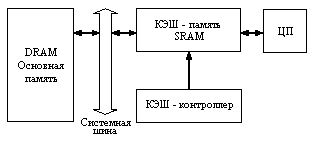 DRAM
Основная
память
КЭШ - память
SRAM
ЦП
КЭШ - контроллер
Системная
шина